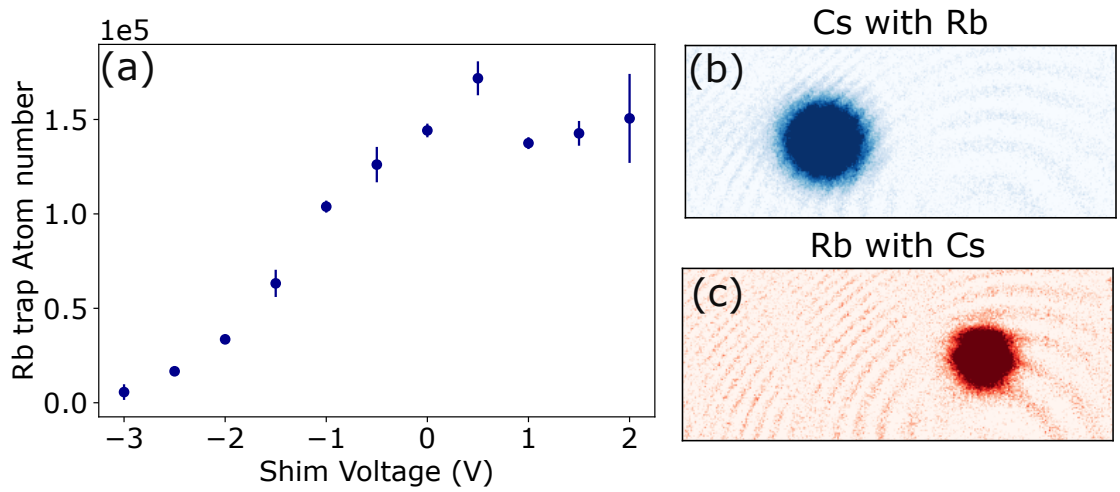 1e5
(a)
Rb trap Atom number
1.5
1.0
0.5
0.0
−3 −2 −1 0 1 2
Shim Voltage (V)
Cs with Rb
(b)
Rb with Cs
(c)